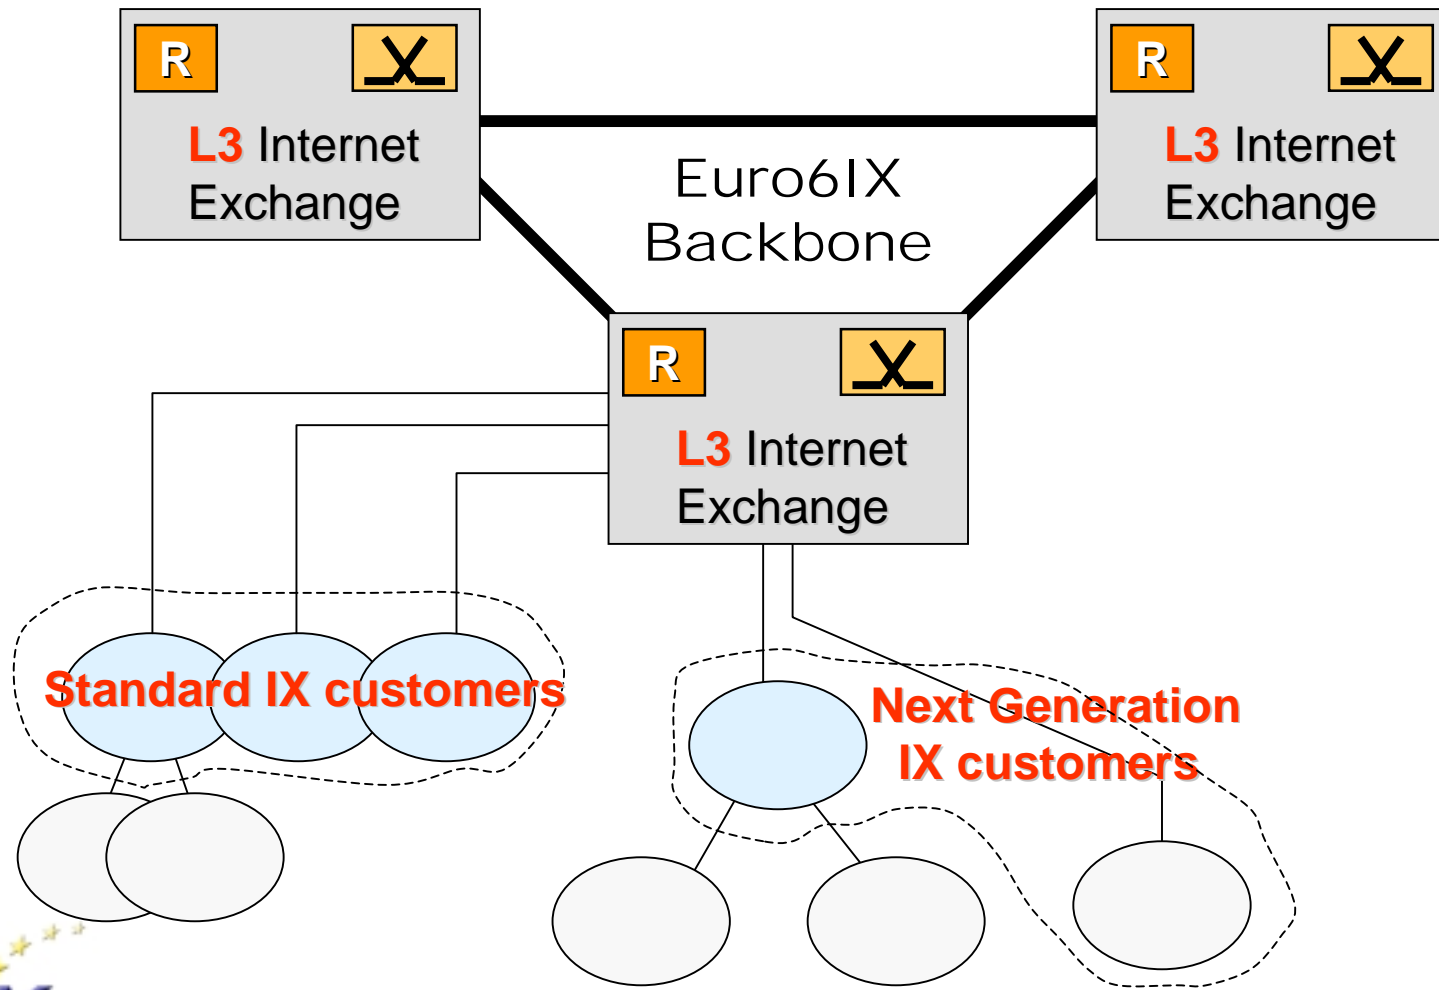 R
L3 Internet
Exchange
R
L3 Internet
Exchange
Euro6IX
Backbone
R
L3 Internet
Exchange
Standard IX customers
Next Generation
IX customers